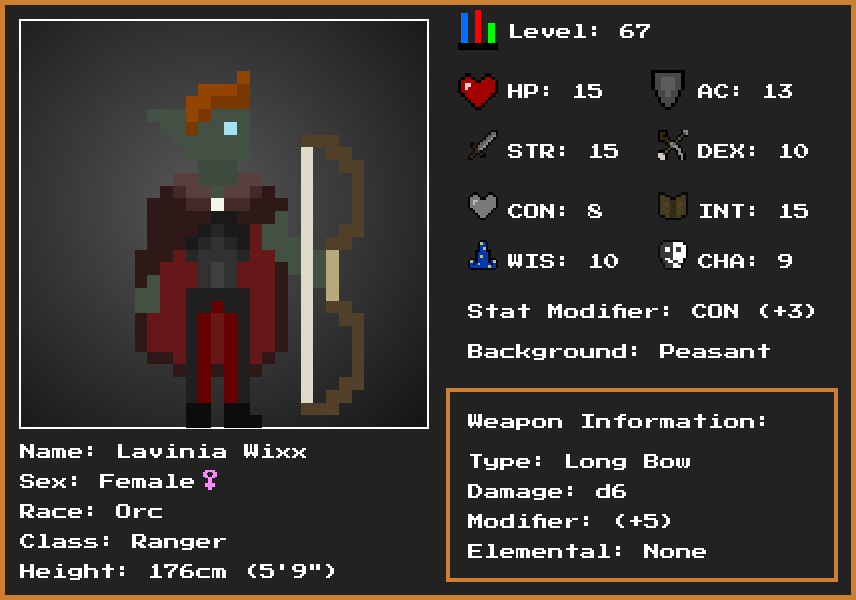 Level: 67
HP: 15
AC: 13
STR: 15
DEX: 10
CON: 8
INT: 15
WIS: 10
CHA: 9
Stat Modifier: CON (+3)
Background: Peasant
Weapon Information:
Type: Long Bow
Damage: d6
Modifier: (+5)
Elemental: None
Name: Lavinia Wixx
Sex: Female♀
Race: Orc
Class: Ranger
Height: 176cm (5'9")